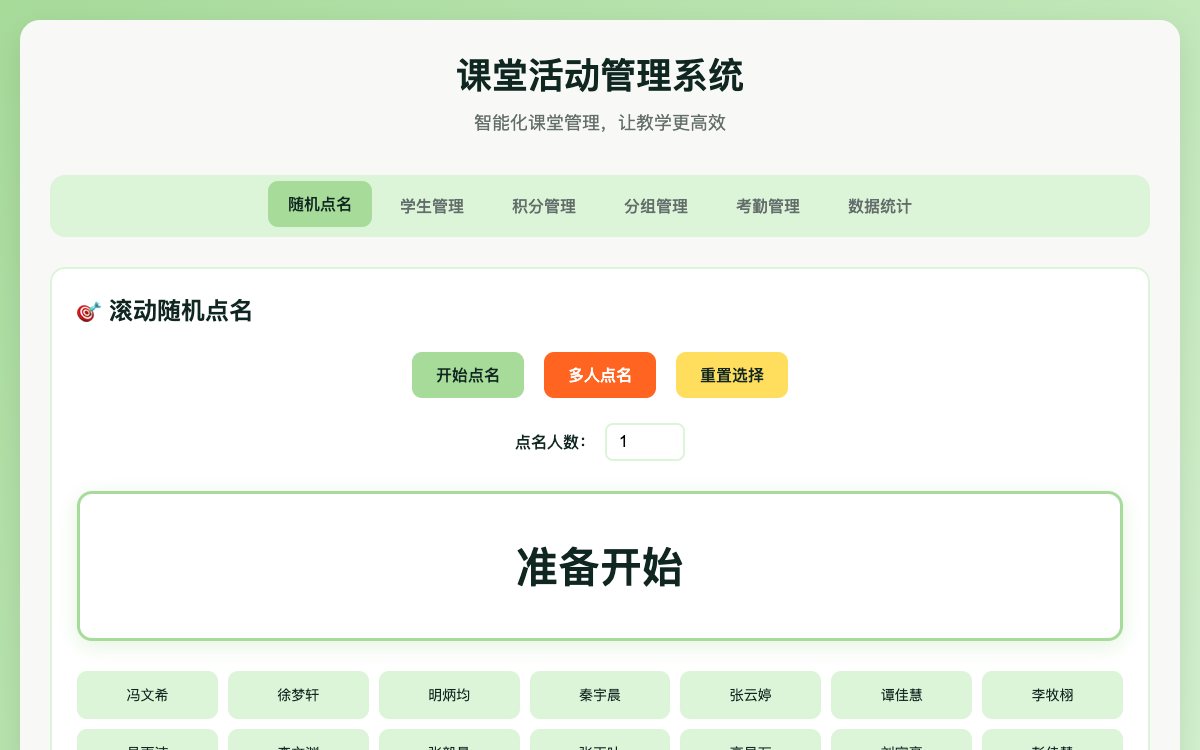 课堂活动管理系统
智能化课堂管理，让教学更高效
随机点名 学生管理 积分管理 分组管理 考勤管理 数据统计
滚动随机点名
开始点名 多人点名 重置选择
点名人数： 1
准备开始
冯文希 徐梦轩 明炳均 秦宇晨 张云婷 谭佳慧 李牧栩